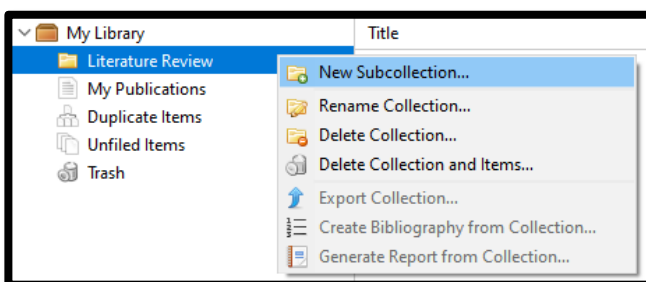 My Library
Title
Literature Review
My Publications
Duplicate Items
Unfiled Items
Trash
New Subcollection...
Rename Collection...
Delete Collection...
Delete Collection and Items...
Export Collection...
Create Bibliography from Collection...
Generate Report from Collection...